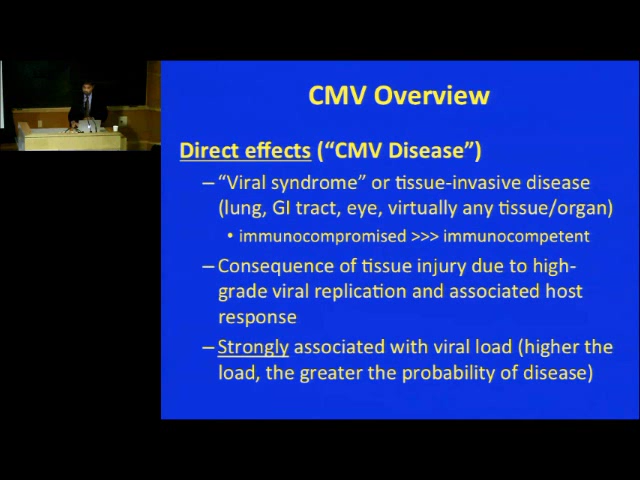 CMV Overview
Direct effects (“CMV Disease”)
–“Viral syndrome” or tissue-invasive disease
(lung, GI tract, eye, virtually any tissue/organ)
• immunocompromised >>> immunocompetent
–Consequence of tissue injury due to high-
grade viral replication and associated host
response
–Strongly associated with viral load (higher the
load, the greater the probability of disease)